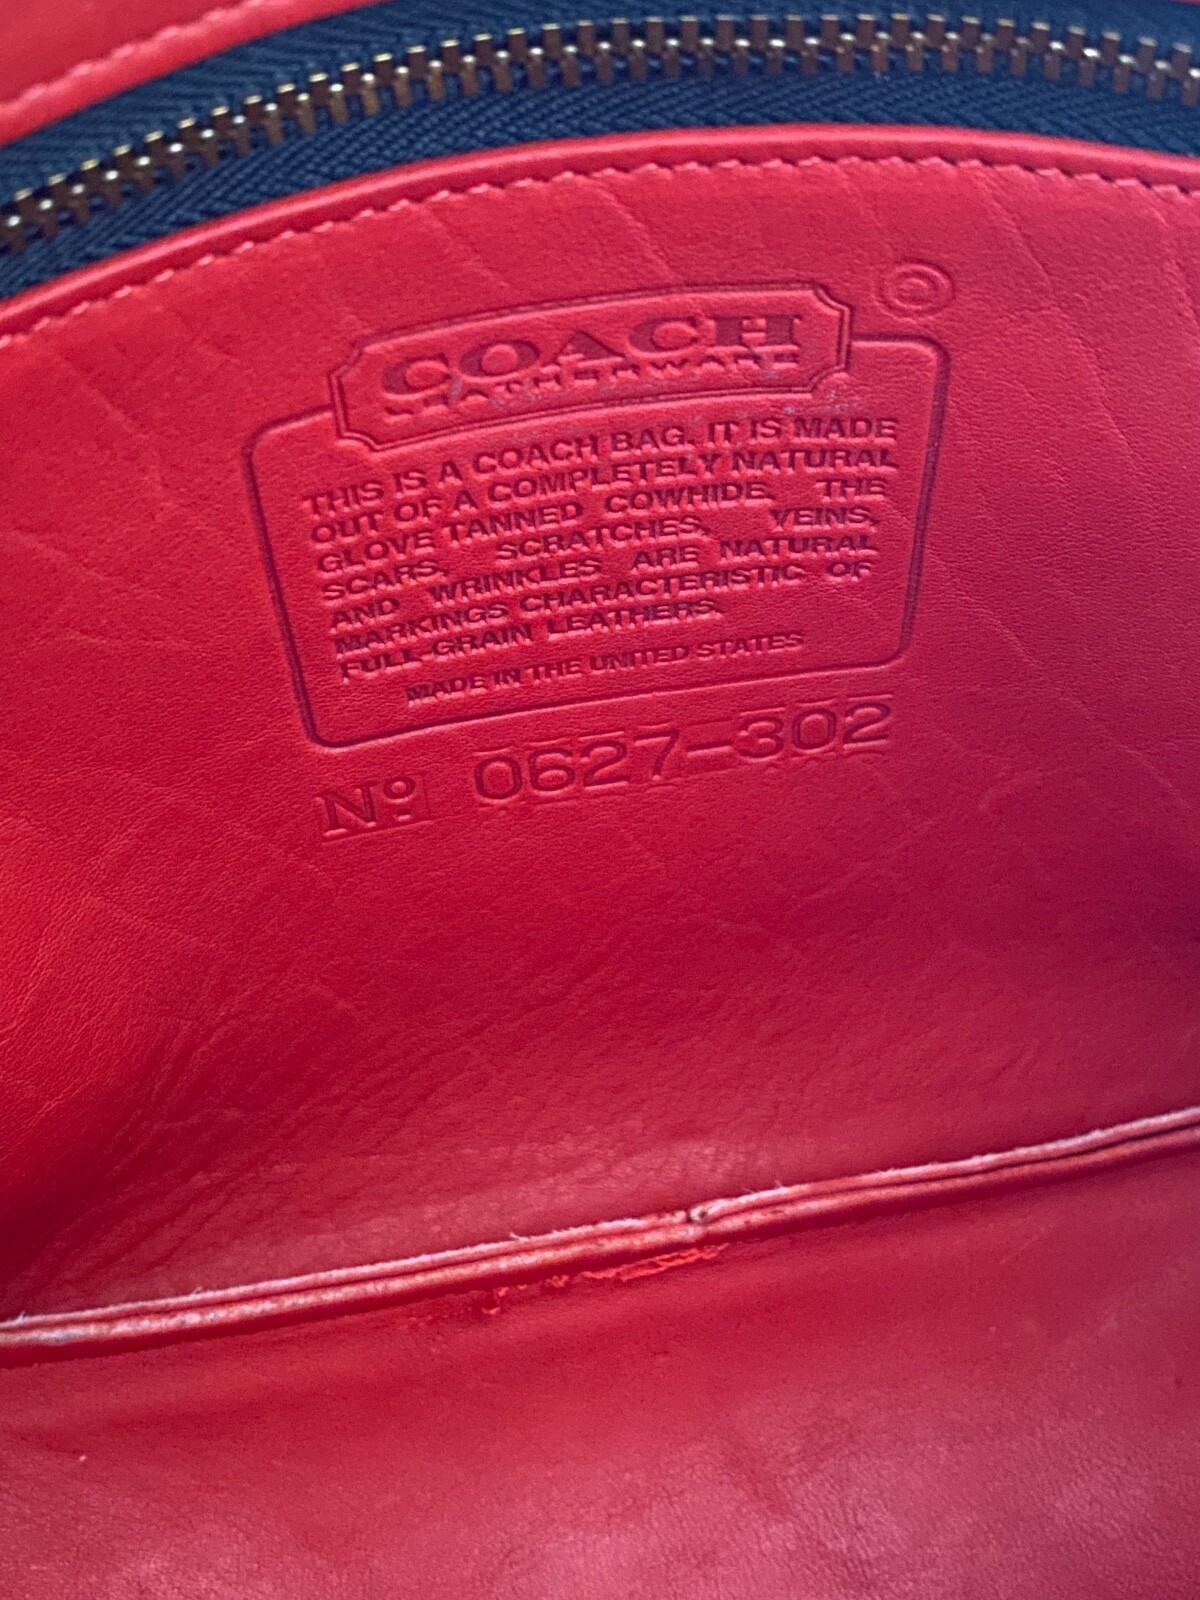 ©
COACH
LEATHERWARE
THIS IS A COACH BAG. IT IS MADE
OUT OF A COMPLETELY NATURAL
GLOVE TANNED COWHIDE. THE
SCARS, SCRATCHES, VEINS,
AND WRINKLES ARE NATURAL
MARKINGS CHARACTERISTIC OF
FULL-GRAIN LEATHERS.
MADE IN THE UNITED STATES
Nº 0627-302